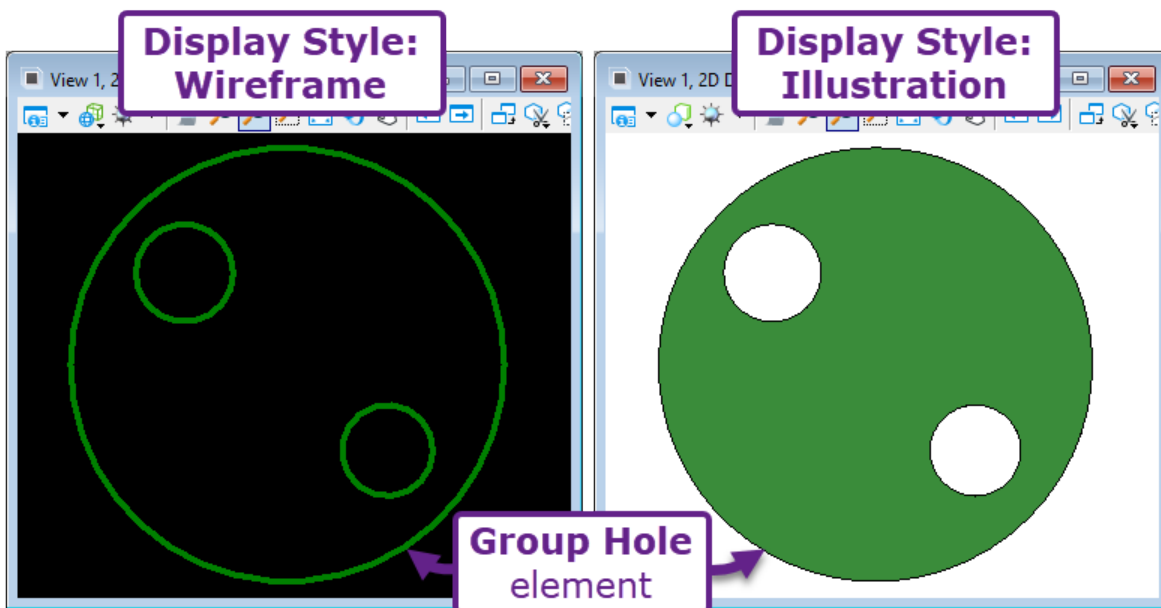 Display Style:
Wireframe
Display Style:
Illustration
View 1, 2
View 1, 2D D
Group Hole
element